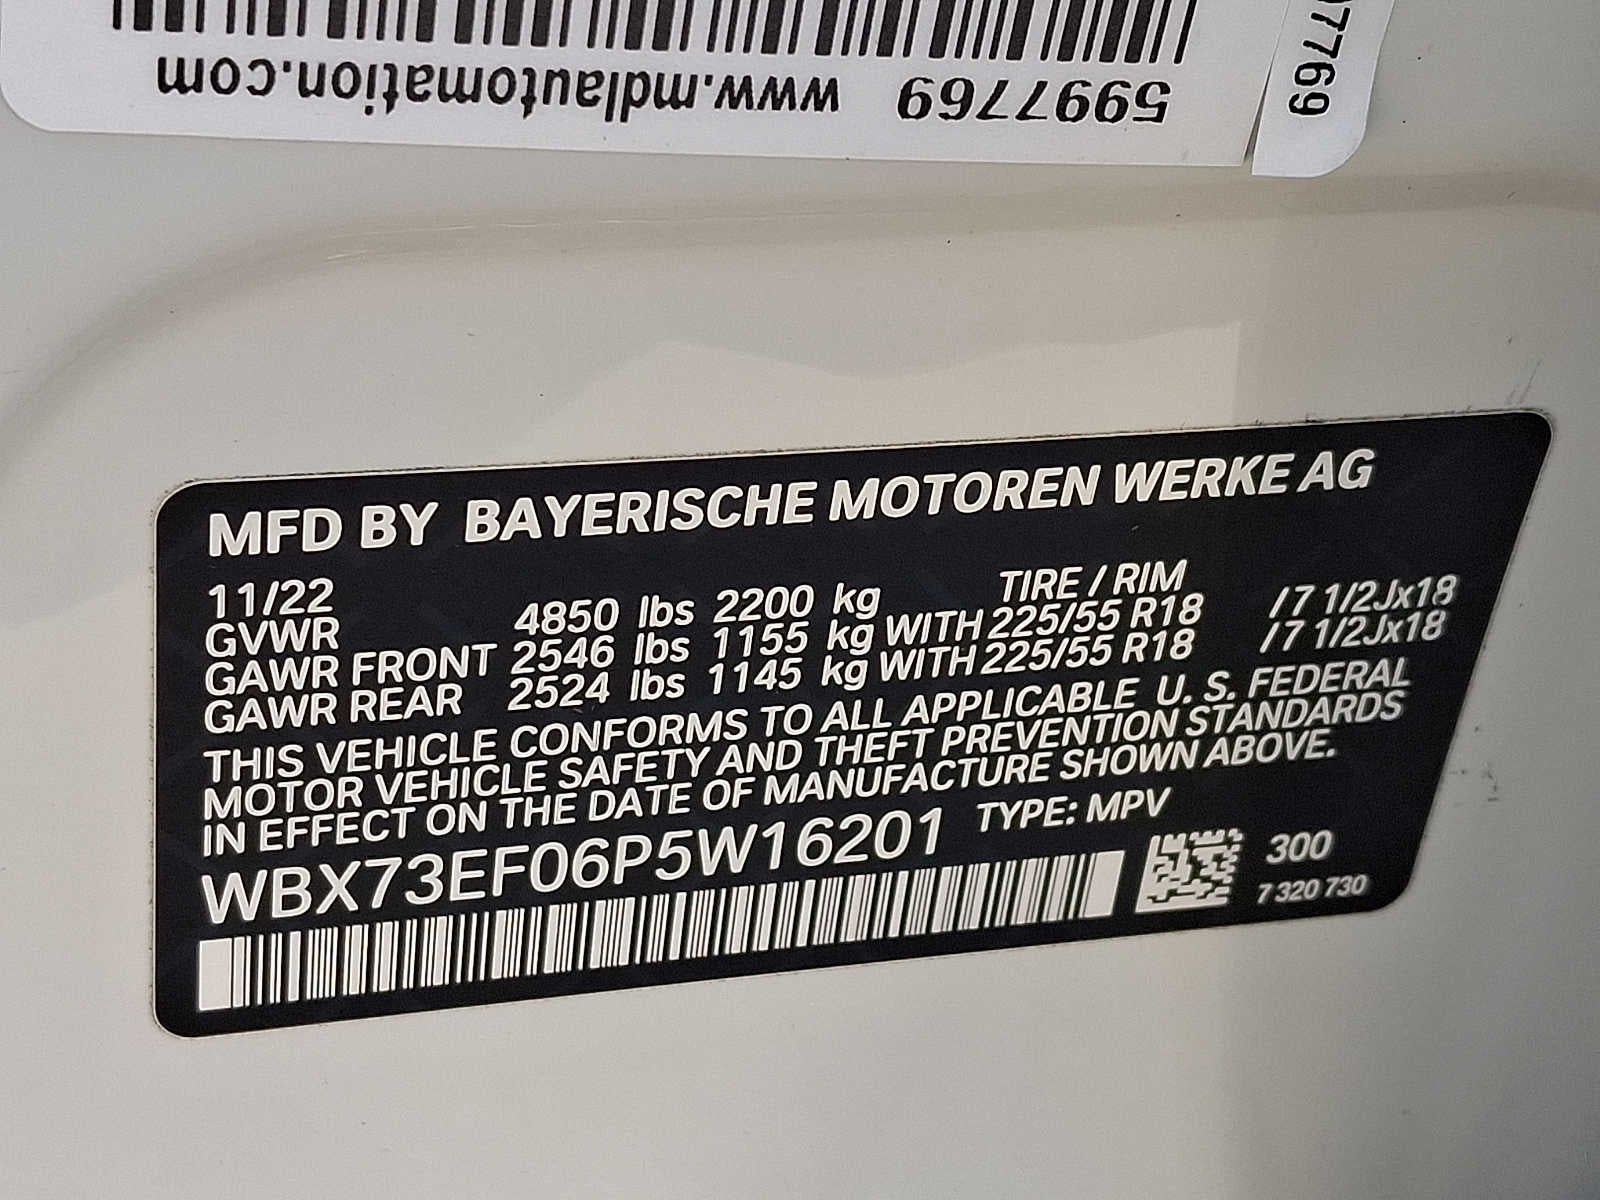 www.mdlautomation.com 5997769
97769
MFD BY BAYERISCHE MOTOREN WERKE AG
11/22 TIRE / RIM
GVWR 4850 lbs 2200 kg
GAWR FRONT 2546 lbs 1155 kg WITH 225/55 R18 /7 1/2Jx18
GAWR REAR 2524 lbs 1145 kg WITH 225/55 R18 /7 1/2Jx18
THIS VEHICLE CONFORMS TO ALL APPLICABLE U. S. FEDERAL
MOTOR VEHICLE SAFETY AND THEFT PREVENTION STANDARDS
IN EFFECT ON THE DATE OF MANUFACTURE SHOWN ABOVE.
WBX73EF06P5W16201 TYPE: MPV
300
7 320 730